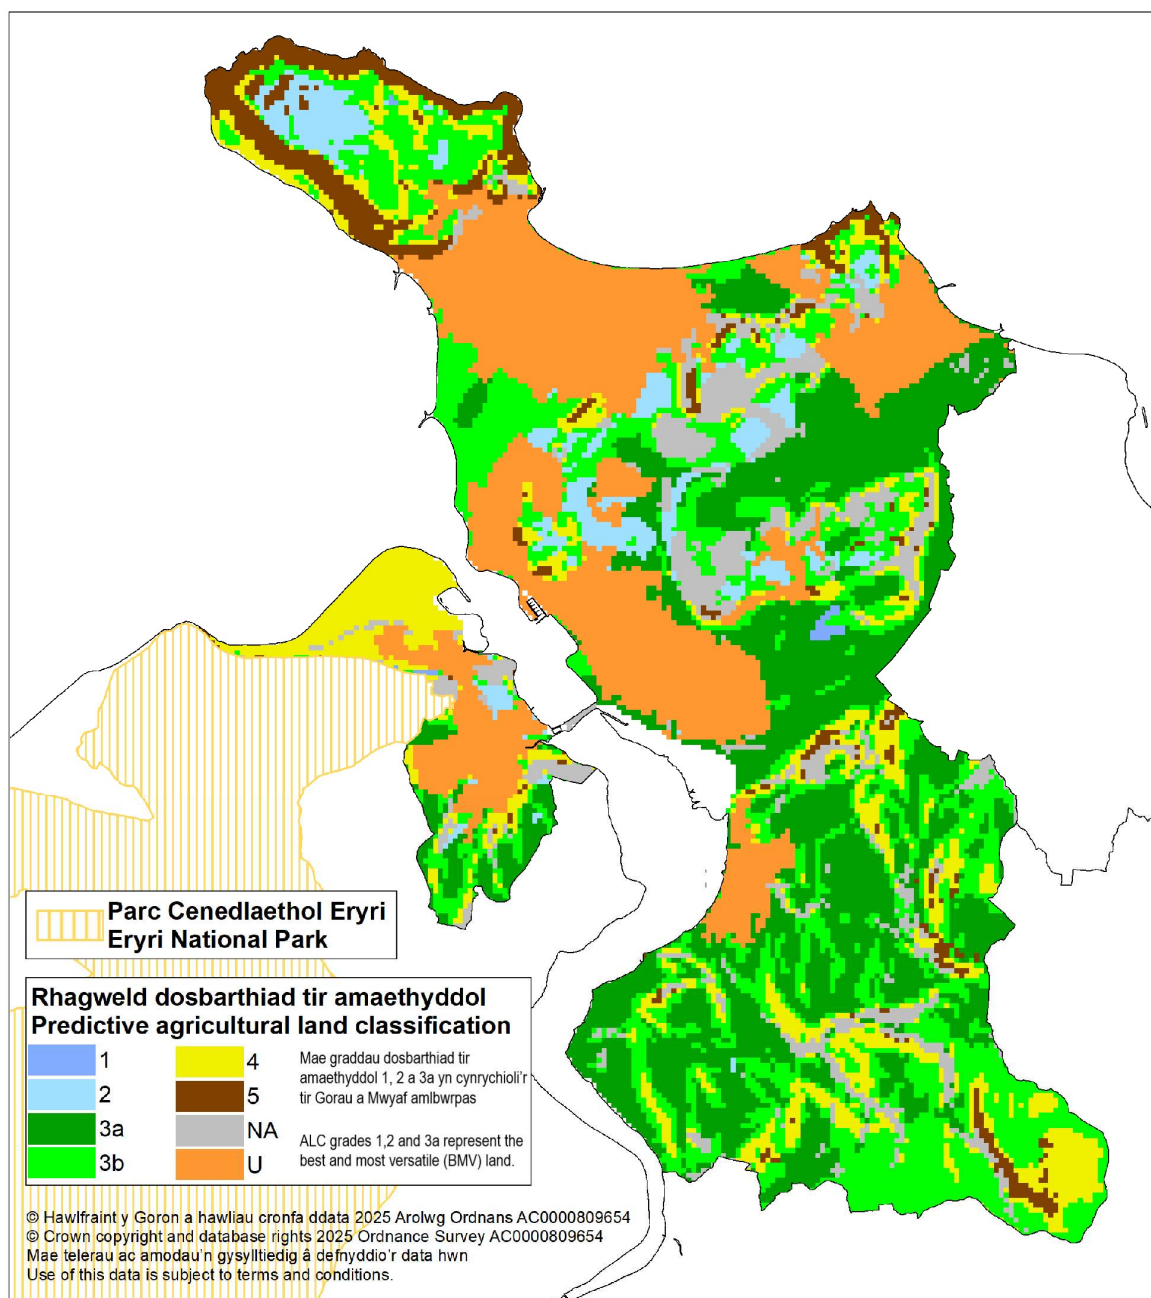 Parc Cenedlaethol Eryri
Eryri National Park
Rhagweld dosbarthiad tir amaethyddol
Predictive agricultural land classification
1
2
3a
3b
4
5
NA
U
Mae graddau dosbarthiad tir
amaethyddol 1, 2 a 3a yn cynrychioli'r
tir Gorau a Mwyaf amlbwrpas
ALC grades 1,2 and 3a represent the
best and most versatile (BMV) land.
© Hawlfraint y Goron a hawliau cronfa ddata 2025 Arolwg Ordnans AC0000809654
© Crown copyright and database rights 2025 Ordnance Survey AC0000809654
Mae telerau ac amodau'n gysylltiedig â defnyddio'r data hwn
Use of this data is subject to terms and conditions.